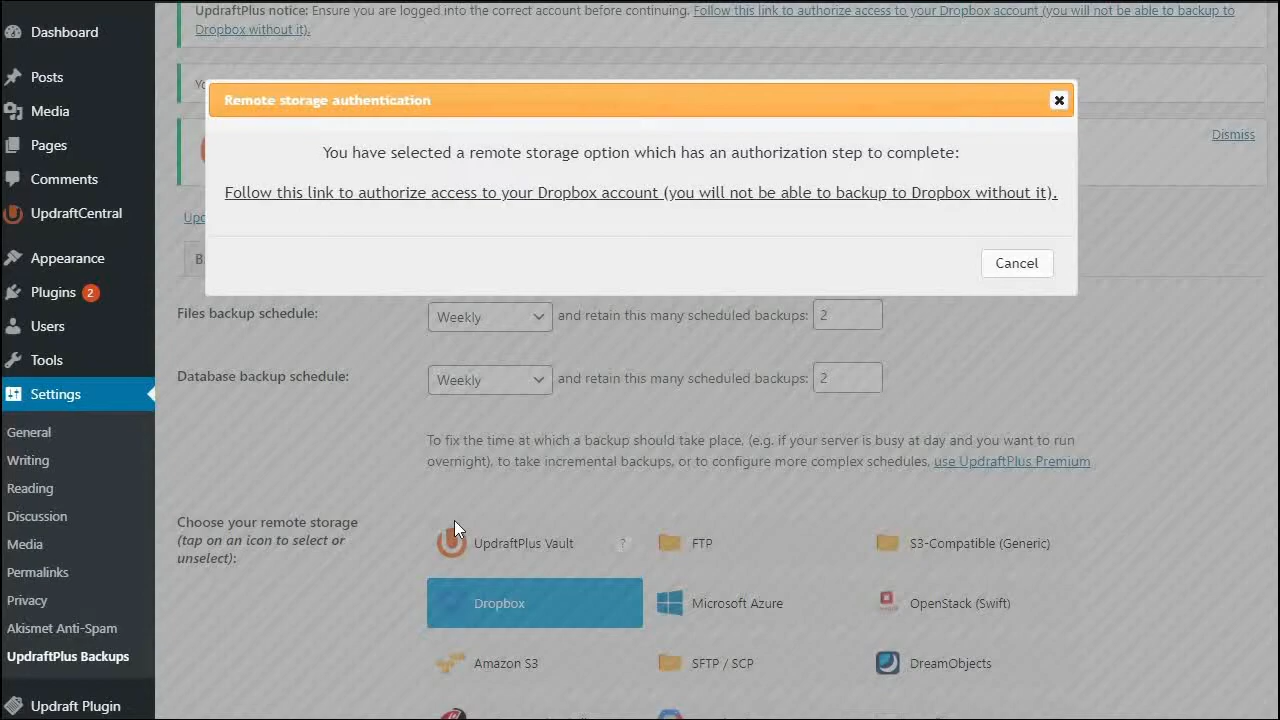 Dashboard
Posts
Media
Pages
Comments
UpdraftCentral
Appearance
Plugins 2
Users
Tools
Settings
General
Writing
Reading
Discussion
Media
Permalinks
Privacy
Akismet Anti-Spam
UpdraftPlus Backups
Updraft Plugin
UpdraftPlus notice: Ensure you are logged into the correct account before continuing. Follow this link to authorize access to your Dropbox account (you will not be able to backup to
Dropbox without it).
Dismiss
Remote storage authentication
You have selected a remote storage option which has an authorization step to complete:
Follow this link to authorize access to your Dropbox account (you will not be able to backup to Dropbox without it).
Cancel
Files backup schedule:
Weekly and retain this many scheduled backups: 2
Database backup schedule:
Weekly and retain this many scheduled backups: 2
To fix the time at which a backup should take place, (e.g. if your server is busy at day and you want to run
overnight), to take incremental backups, or to configure more complex schedules, use UpdraftPlus Premium
Choose your remote storage
(tap on an icon to select or
unselect):
UpdraftPlus Vault ?
FTP
S3-Compatible (Generic)
Dropbox
Microsoft Azure
OpenStack (Swift)
Amazon S3
SFTP / SCP
DreamObjects